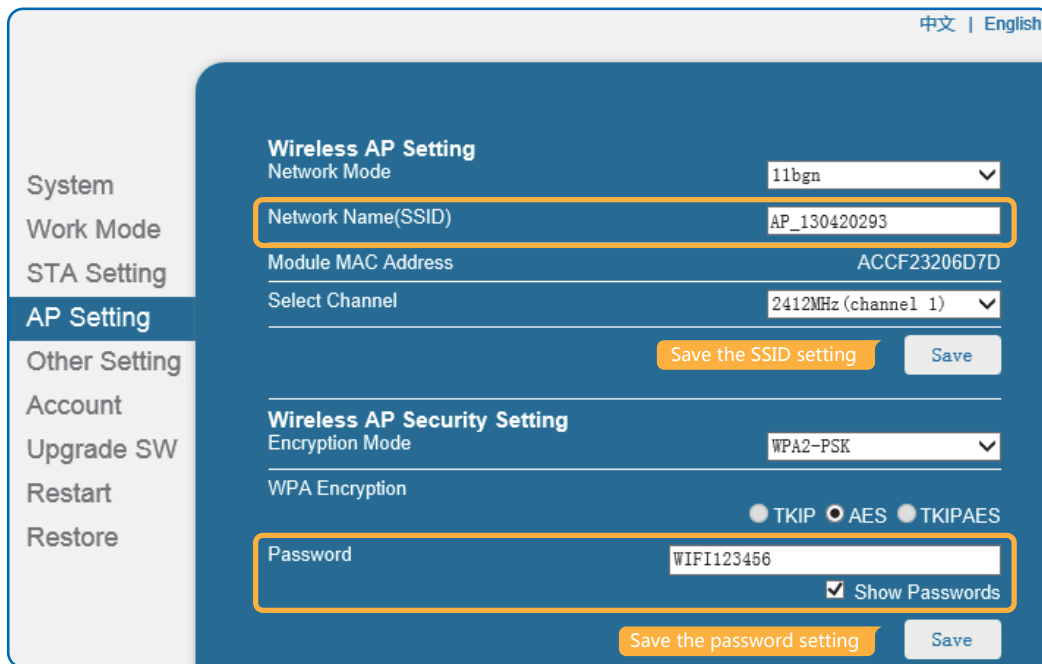 中文 | English
System
Work Mode
STA Setting
AP Setting
Other Setting
Account
Upgrade SW
Restart
Restore
Wireless AP Setting
Network Mode 11bgn
Network Name(SSID) AP_130420293
Module MAC Address ACCF23206D7D
Select Channel 2412MHz(channel 1)
Save the SSID setting Save
Wireless AP Security Setting
Encryption Mode WPA2-PSK
WPA Encryption
TKIP AES TKIPAES
Password WIFI123456
Show Passwords
Save the password setting Save